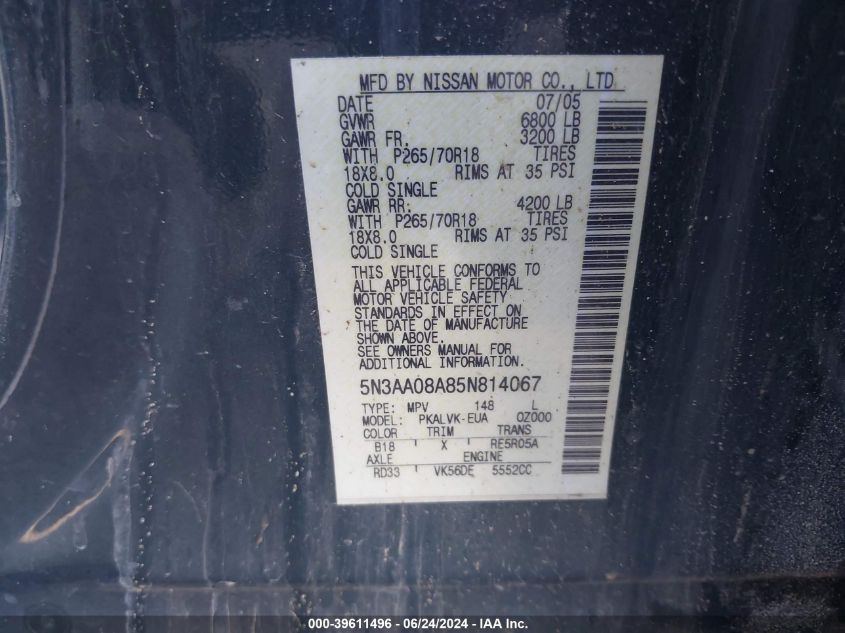 MFD BY NISSAN MOTOR CO., LTD
DATE 07/05
GVWR 6800 LB
GAWR FR. 3200 LB
WITH P265/70R18 TIRES
18X8.0 RIMS AT 35 PSI
COLD SINGLE
GAWR RR. 4200 LB
WITH P265/70R18 TIRES
18X8.0 RIMS AT 35 PSI
COLD SINGLE
THIS VEHICLE CONFORMS TO
ALL APPLICABLE FEDERAL
MOTOR VEHICLE SAFETY
STANDARDS IN EFFECT ON
THE DATE OF MANUFACTURE
SHOWN ABOVE.
SEE OWNERS MANUAL FOR
ADDITIONAL INFORMATION.
5N3AA08A85N814067
TYPE: MPV 148 L
MODEL: PKALVK-EUA 0Z000
COLOR TRIM TRANS
B18 X RE5R05A
AXLE ENGINE
RD33 VK56DE 5552CC
000-39611496 - 06/24/2024 - IAA Inc.